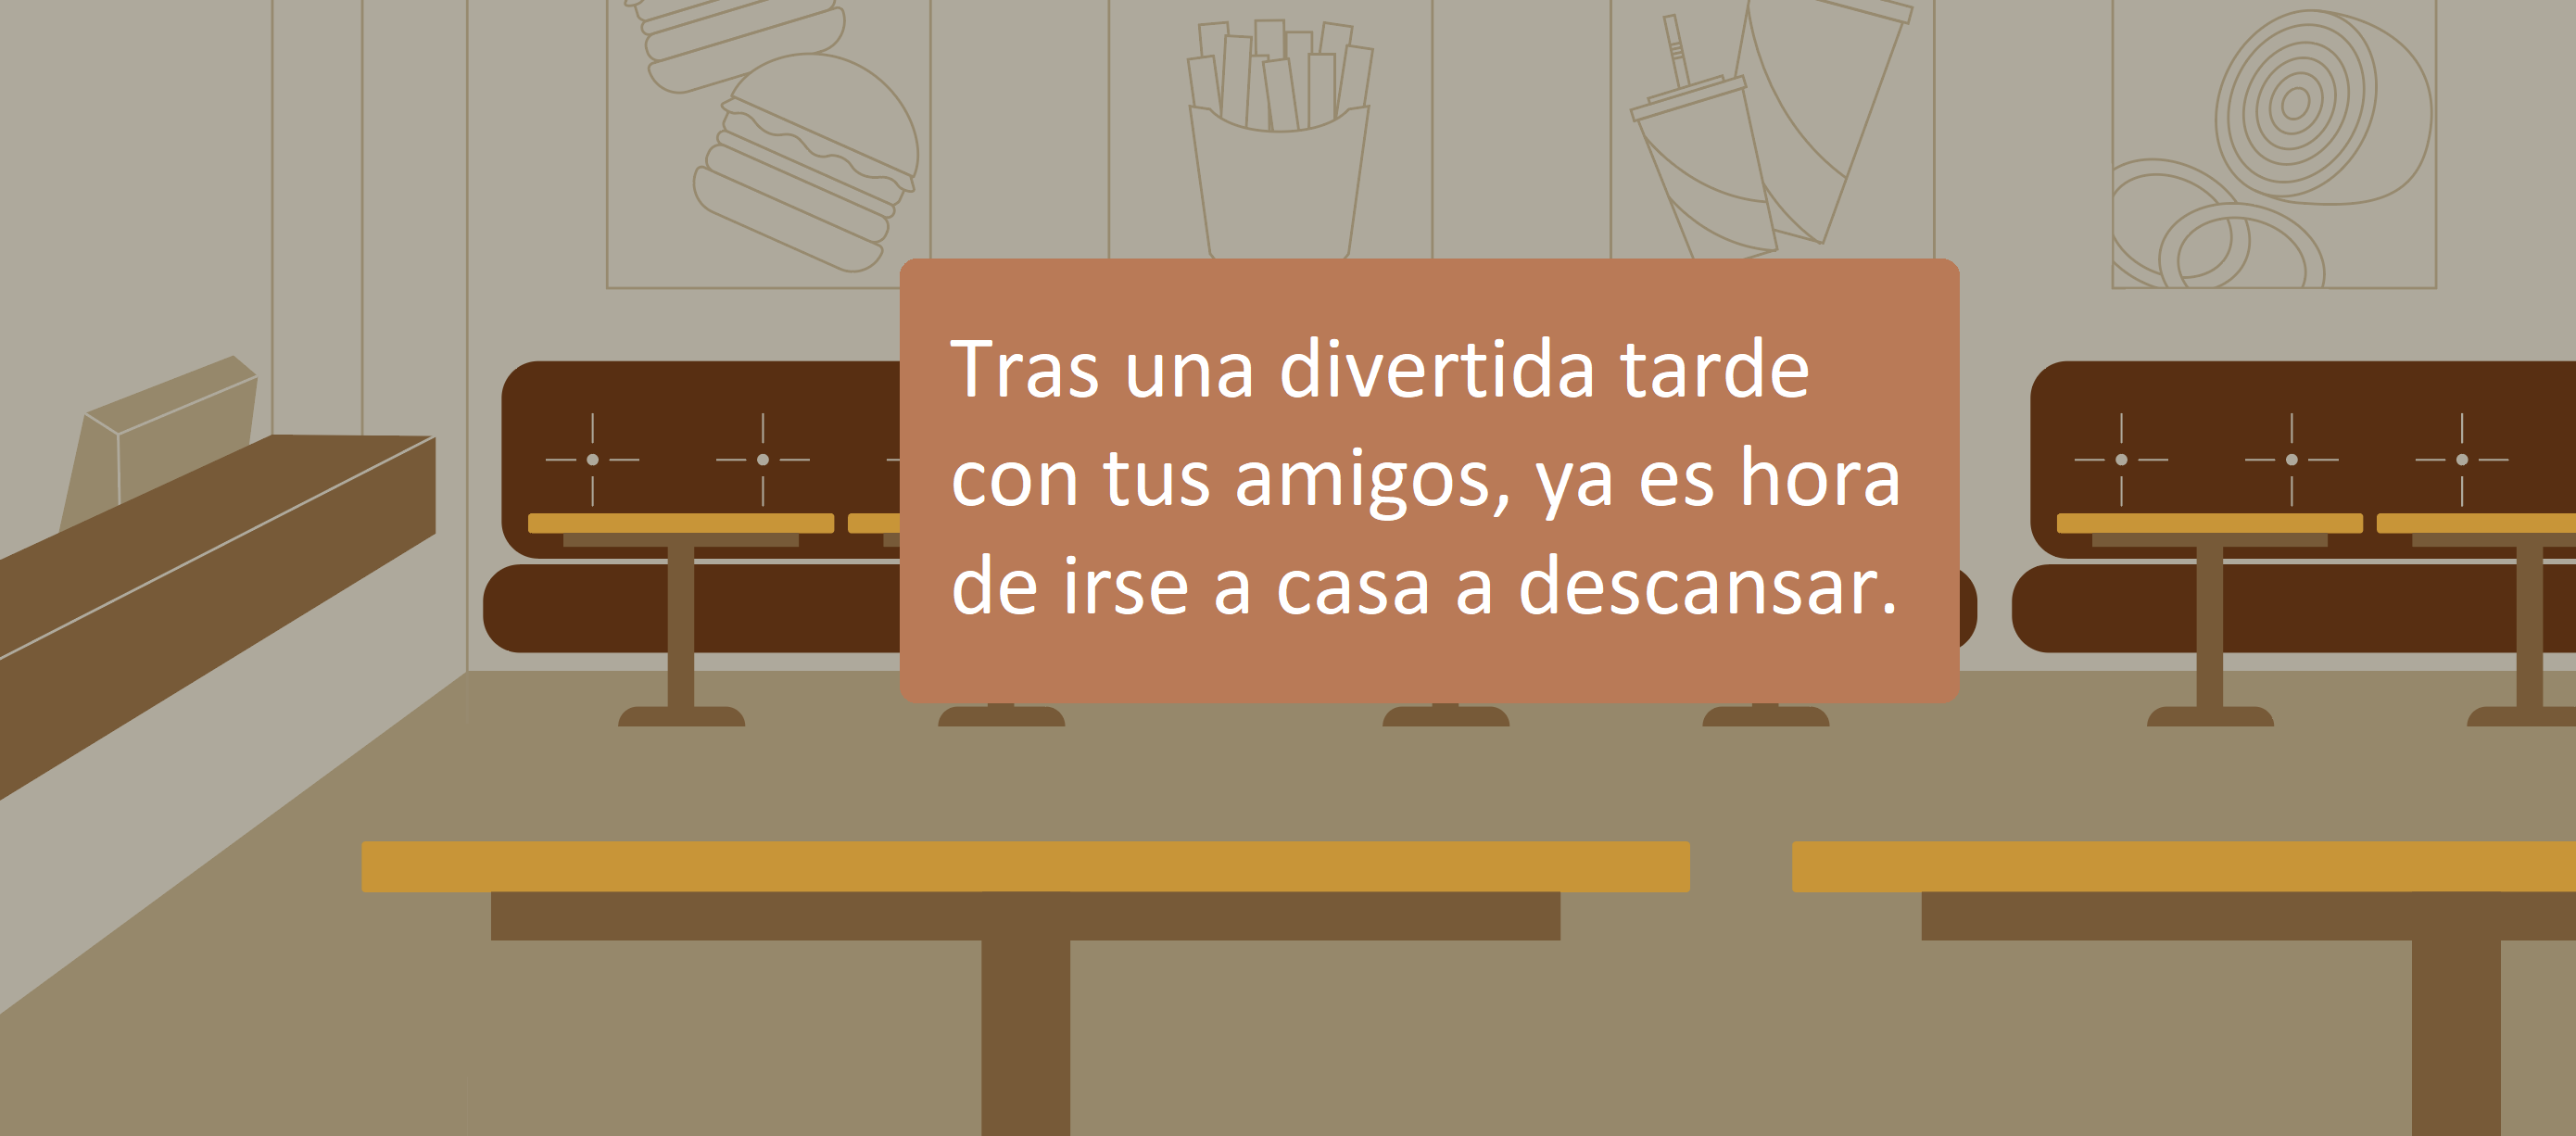 Tras una divertida tarde
con tus amigos, ya es hora
de irse a casa a descansar.